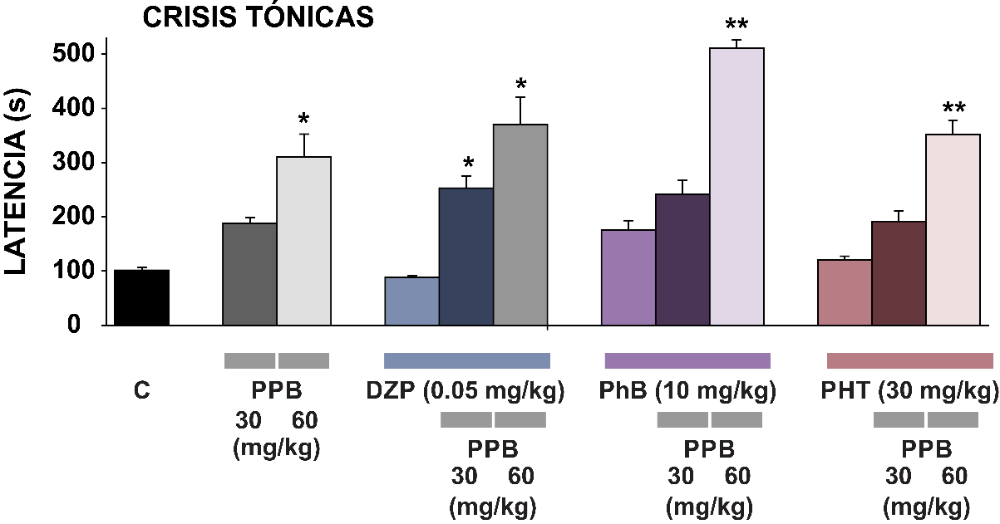 CRISIS TÓNICAS
LATENCIA (s)
500
400
300
200
100
0
*
*
*
**
**
C
PPB
30 60
(mg/kg)
DZP (0.05 mg/kg)
PPB
30 60
(mg/kg)
PhB (10 mg/kg)
PPB
30 60
(mg/kg)
PHT (30 mg/kg)
PPB
30 60
(mg/kg)